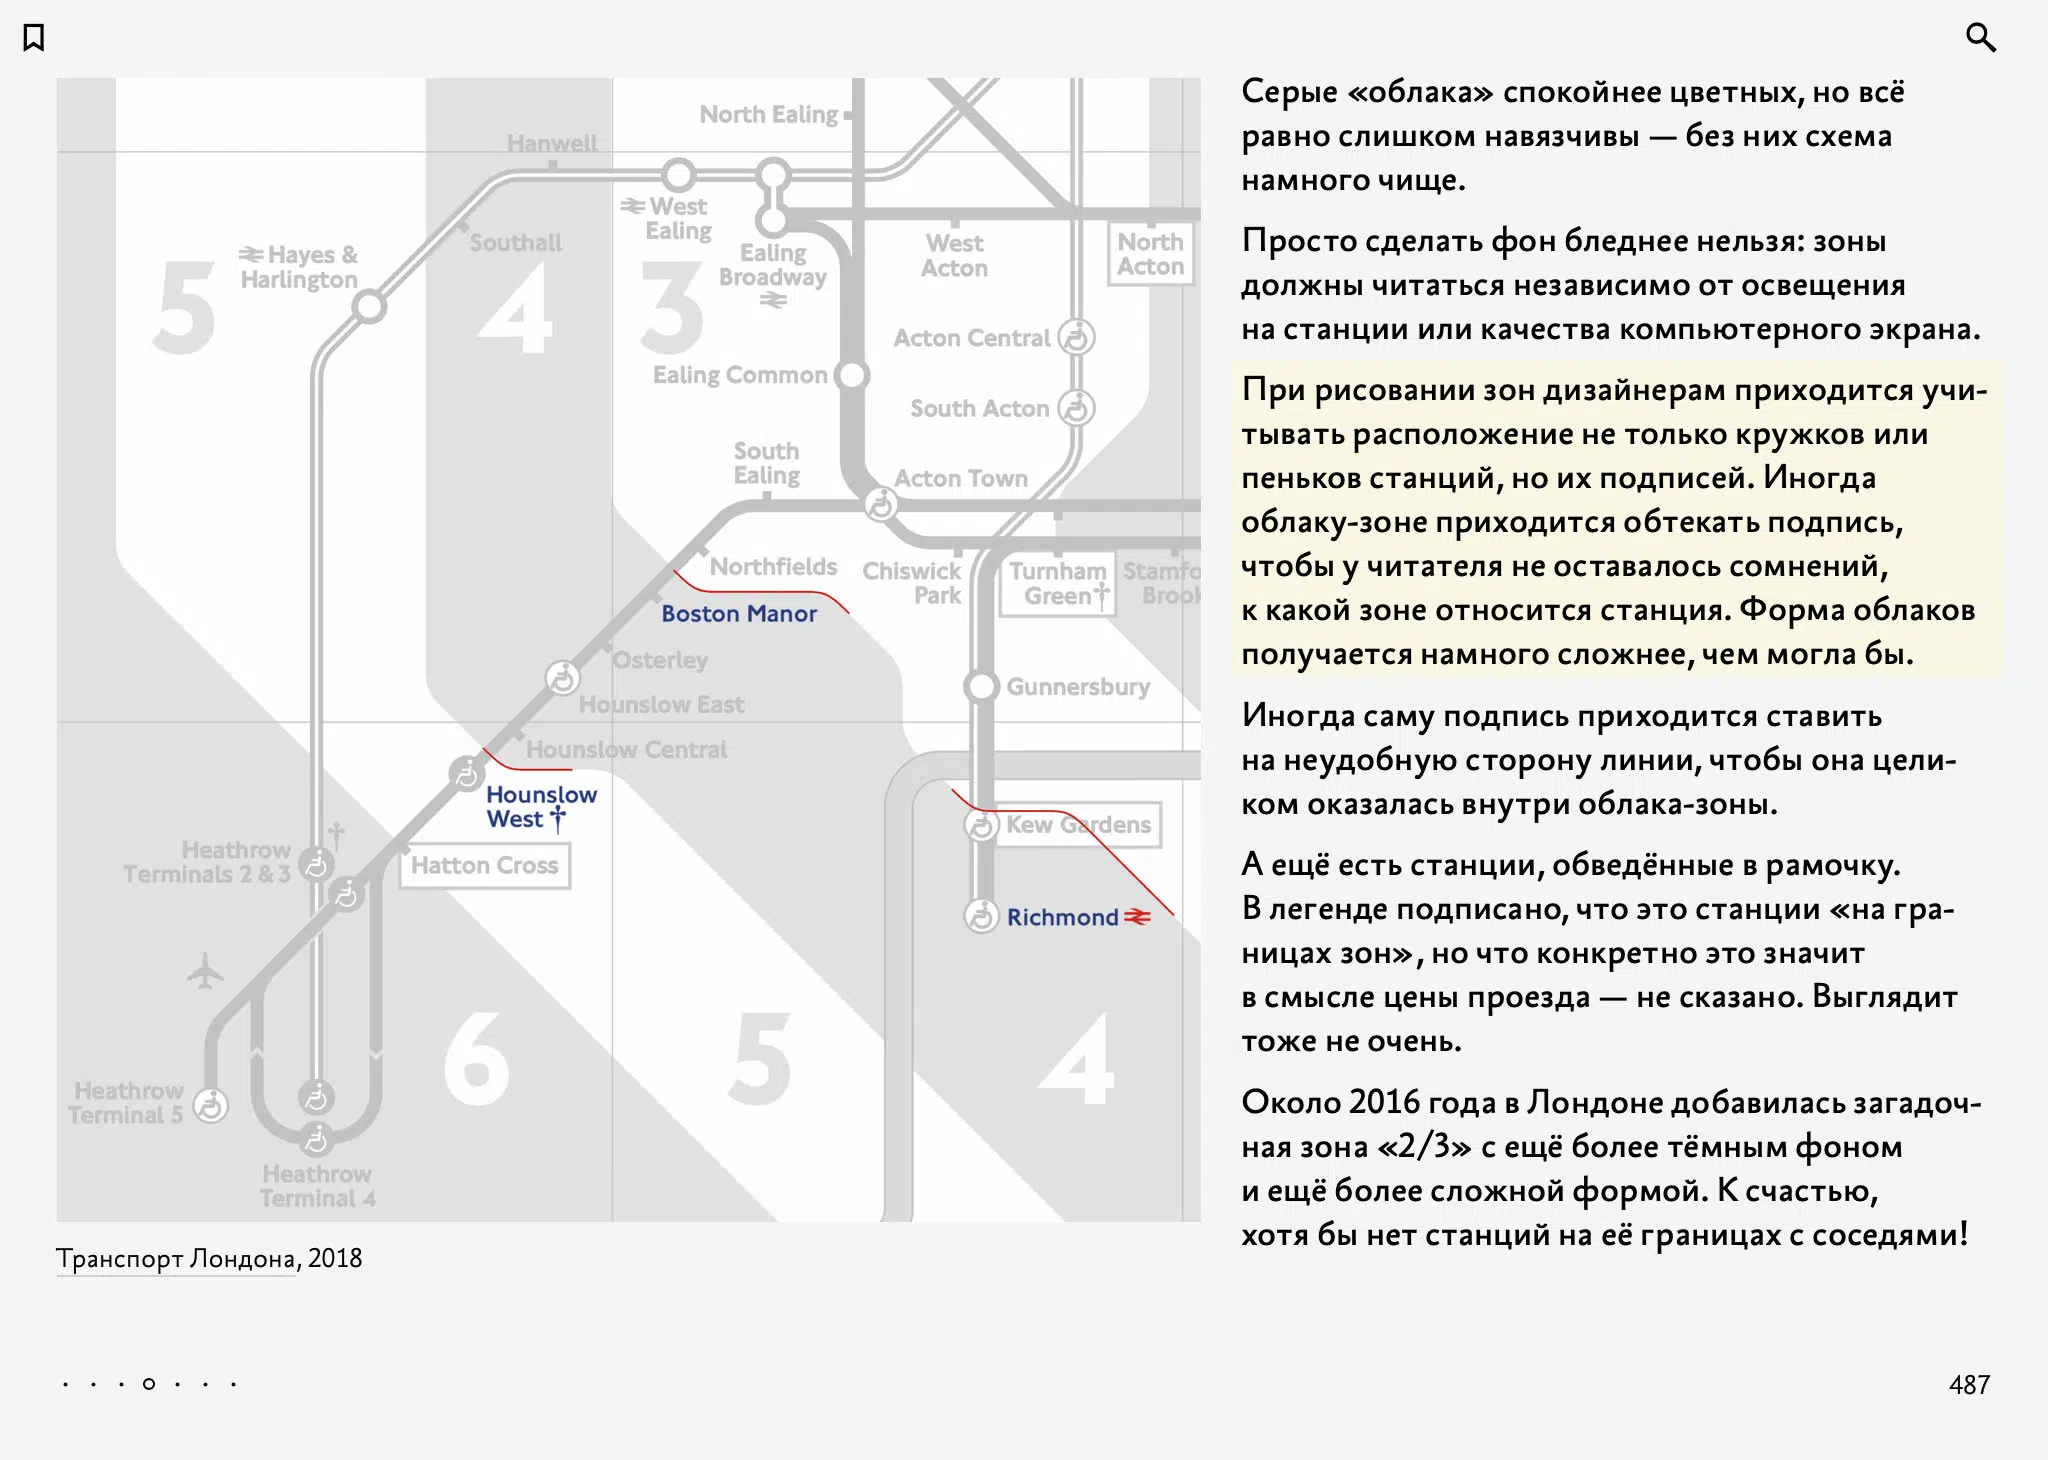 North Ealing
Hanwell
West
Ealing
Hayes &
Harlington
Southall
Ealing
Broadway
West
Acton
North
Acton
5
4
3
Acton Central
Ealing Common
South Acton
South
Ealing
Acton Town
Northfields
Chiswick
Park
Turnham
Green†
Stamfo
Brook
Boston Manor
Osterley
Gunnersbury
Hounslow East
Hounslow Central
Hounslow
West †
Kew Gardens
†
Heathrow
Terminals 2 & 3
Hatton Cross
Richmond
6
5
4
Heathrow
Terminal 5
Heathrow
Terminal 4
Транспорт Лондона, 2018
Серые «облака» спокойнее цветных, но всё
равно слишком навязчивы — без них схема
намного чище.
Просто сделать фон бледнее нельзя: зоны
должны читаться независимо от освещения
на станции или качества компьютерного экрана.
При рисовании зон дизайнерам приходится учи-
тывать расположение не только кружков или
пеньков станций, но их подписей. Иногда
облаку-зоне приходится обтекать подпись,
чтобы у читателя не оставалось сомнений,
к какой зоне относится станция. Форма облаков
получается намного сложнее, чем могла бы.
Иногда саму подпись приходится ставить
на неудобную сторону линии, чтобы она цели-
ком оказалась внутри облака-зоны.
А ещё есть станции, обведённые в рамочку.
В легенде подписано, что это станции «на гра-
ницах зон», но что конкретно это значит
в смысле цены проезда — не сказано. Выглядит
тоже не очень.
Около 2016 года в Лондоне добавилась загадоч-
ная зона «2/3» с ещё более тёмным фоном
и ещё более сложной формой. К счастью,
хотя бы нет станций на её границах с соседями!
487